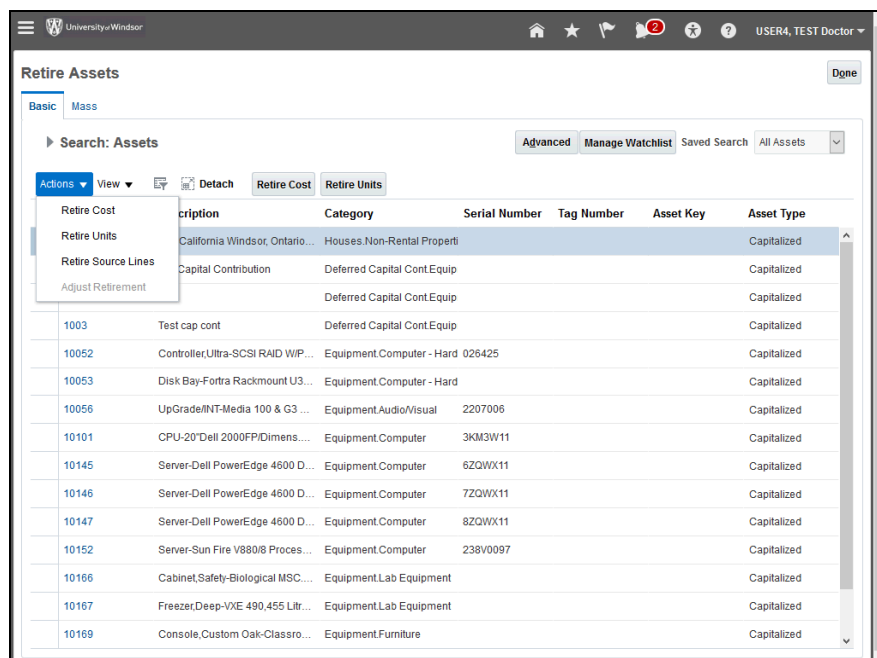 University of Windsor 2 ? USER4, TEST Doctor
Retire Assets Done
Basic Mass
Search: Assets Advanced Manage Watchlist Saved Search All Assets
Actions View Detach Retire Cost Retire Units
Retire Cost
Retire Units
Retire Source Lines
Adjust Retirement
cription Category Serial Number Tag Number Asset Key Asset Type
California Windsor, Ontario... Houses.Non-Rental Properti Capitalized
Capital Contribution Deferred Capital Cont.Equip Capitalized
Deferred Capital Cont.Equip Capitalized
1003 Test cap cont Deferred Capital Cont.Equip Capitalized
10052 Controller,Ultra-SCSI RAID W/P... Equipment.Computer - Hard 026425 Capitalized
10053 Disk Bay-Fortra Rackmount U3... Equipment.Computer - Hard Capitalized
10056 UpGrade/INT-Media 100 & G3 ... Equipment.Audio/Visual 2207006 Capitalized
10101 CPU-20"Dell 2000FP/Dimens.... Equipment.Computer 3KM3W11 Capitalized
10145 Server-Dell PowerEdge 4600 D... Equipment.Computer 6ZQWX11 Capitalized
10146 Server-Dell PowerEdge 4600 D... Equipment.Computer 7ZQWX11 Capitalized
10147 Server-Dell PowerEdge 4600 D... Equipment.Computer 8ZQWX11 Capitalized
10152 Server-Sun Fire V880/8 Proces... Equipment.Computer 238V0097 Capitalized
10166 Cabinet,Safety-Biological MSC.... Equipment.Lab Equipment Capitalized
10167 Freezer,Deep-VXE 490,455 Litr... Equipment.Lab Equipment Capitalized
10169 Console,Custom Oak-Classro... Equipment.Furniture Capitalized